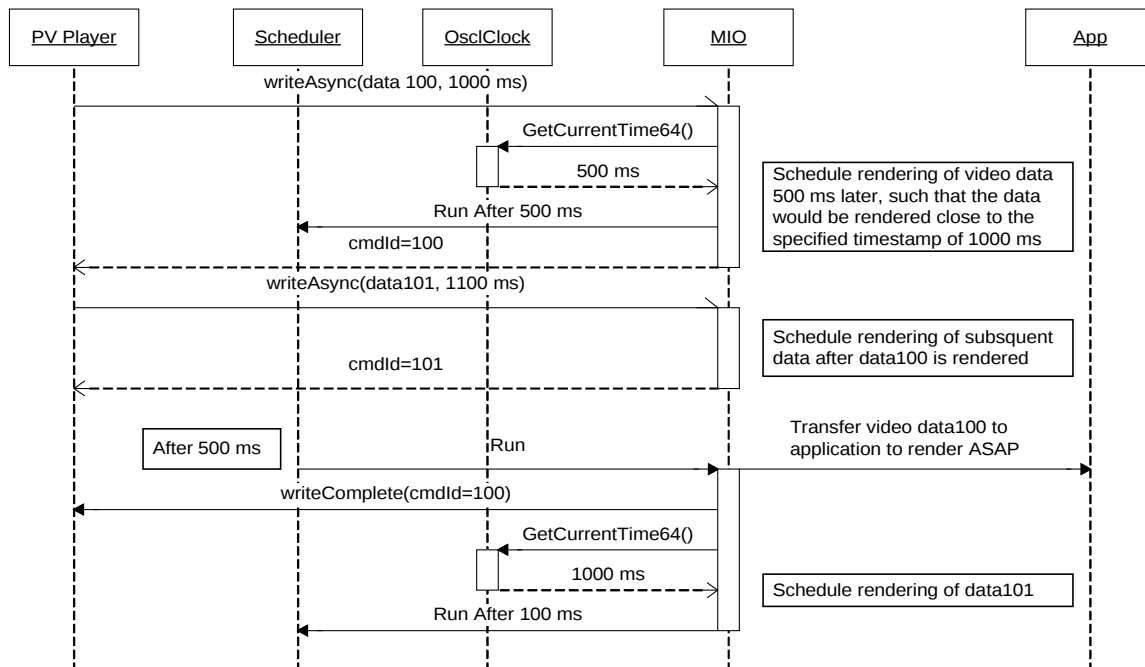 PV Player
Scheduler
OsclClock
MIO
App
writeAsync(data 100, 1000 ms)
GetCurrentTime64()
500 ms
Schedule rendering of video data
500 ms later, such that the data
would be rendered close to the
specified timestamp of 1000 ms
Run After 500 ms
cmdId=100
writeAsync(data101, 1100 ms)
Schedule rendering of subsquent
data after data100 is rendered
cmdId=101
After 500 ms
Run
Transfer video data100 to
application to render ASAP
writeComplete(cmdId=100)
GetCurrentTime64()
1000 ms
Schedule rendering of data101
Run After 100 ms